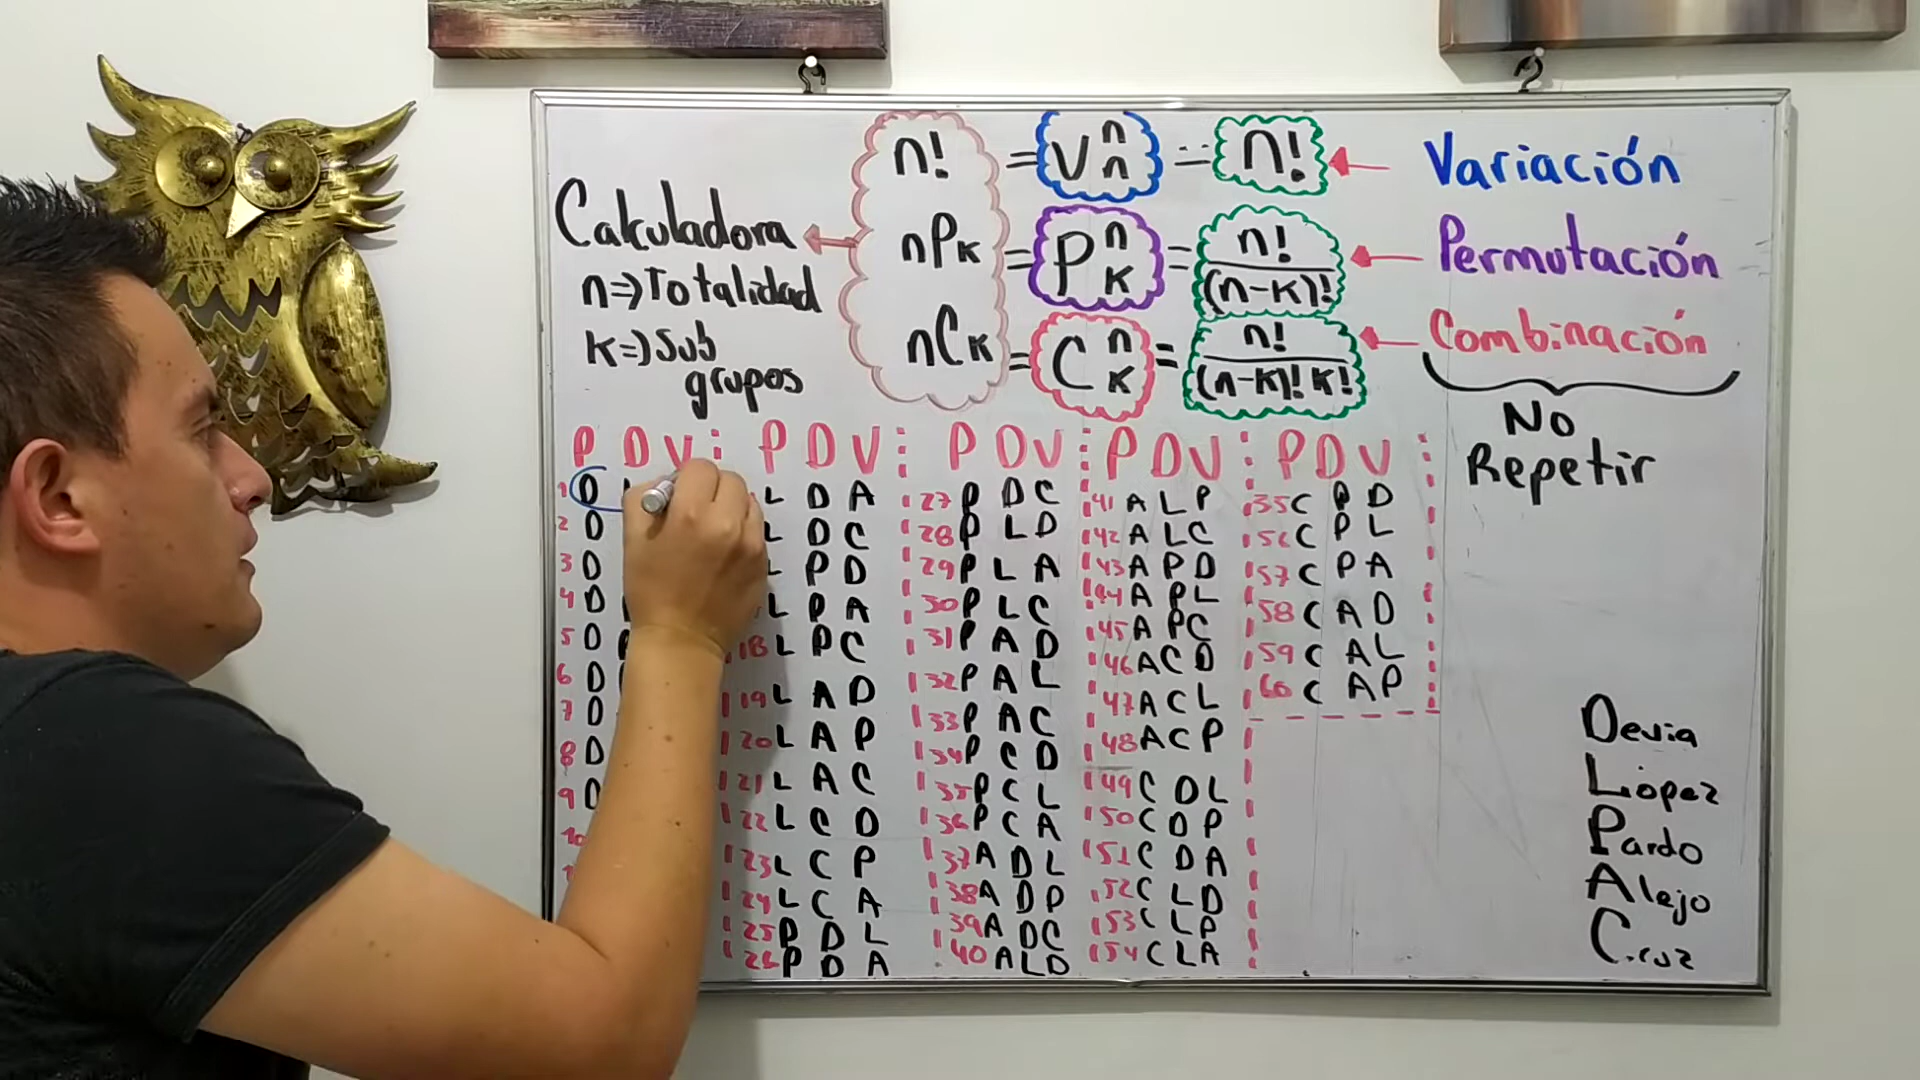 n! = V n n = n! ← Variación
Calculadora ← nPk = P n k = n! / (n-k)! ← Permutación
n⇒Totalidad
k⇒Sub grupos
nCk = C n k = n! / (n-k)! k! ← Combinación
No
Repetir
P D V
1 D
2 D
3 D
4 D
5 D
6 D
7 D
8 D
9 D
10
P D V
L D A
L D C
L P D
L P A
18 L P C
19 L A D
20 L A P
21 L A C
22 L C D
23 L C P
24 L C A
25 P D L
26 P D A
P D V
27 P D C
28 P L D
29 P L A
30 P L C
31 P A D
32 P A L
33 P A C
34 P C D
35 P C L
36 P C A
37 A D L
38 A D P
39 A D C
40 A L D
P D V
41 A L P
42 A L C
43 A P D
44 A P L
45 A P C
46 A C D
47 A C L
48 A C P
49 C D L
50 C D P
51 C D A
52 C L D
53 C L P
54 C L A
P D V
55 C P D
56 C P L
57 C P A
58 C A D
59 C A L
60 C A P
Devia
López
Pardo
Alejo
Cruz